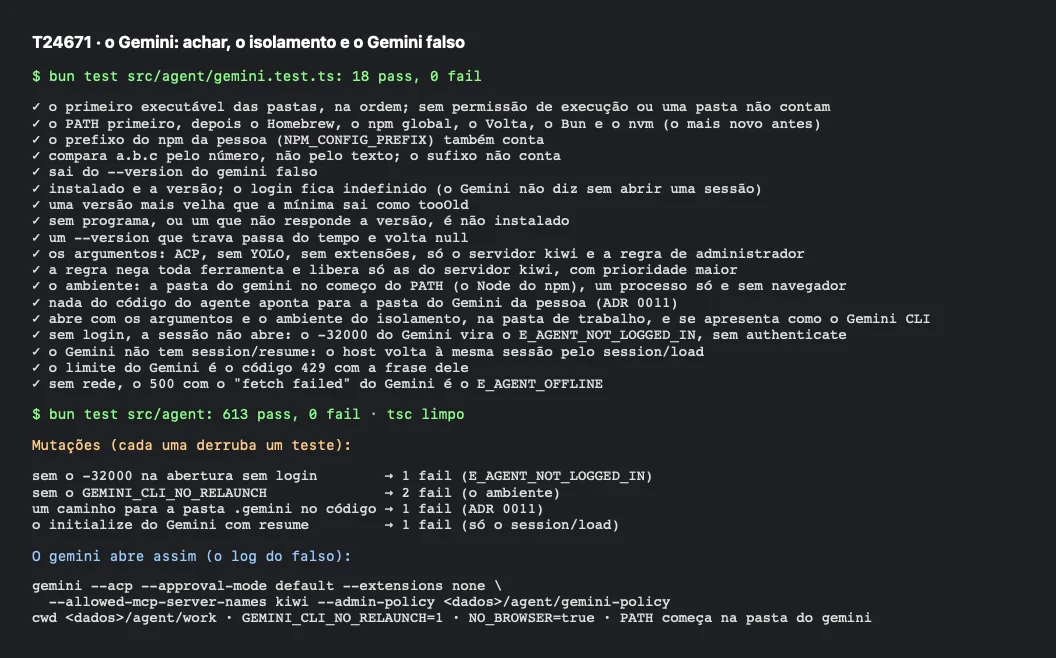 T24671 · o Gemini: achar, o isolamento e o Gemini falso
$ bun test src/agent/gemini.test.ts: 18 pass, 0 fail
✓ o primeiro executável das pastas, na ordem; sem permissão de execução ou uma pasta não contam
✓ o PATH primeiro, depois o Homebrew, o npm global, o Volta, o Bun e o nvm (o mais novo antes)
✓ o prefixo do npm da pessoa (NPM_CONFIG_PREFIX) também conta
✓ compara a.b.c pelo número, não pelo texto; o sufixo não conta
✓ sai do --version do gemini falso
✓ instalado e a versão; o login fica indefinido (o Gemini não diz sem abrir uma sessão)
✓ uma versão mais velha que a mínima sai como tooOld
✓ sem programa, ou um que não responde a versão, é não instalado
✓ um --version que trava passa do tempo e volta null
✓ os argumentos: ACP, sem YOLO, sem extensões, só o servidor kiwi e a regra de administrador
✓ a regra nega toda ferramenta e libera só as do servidor kiwi, com prioridade maior
✓ o ambiente: a pasta do gemini no começo do PATH (o Node do npm), um processo só e sem navegador
✓ nada do código do agente aponta para a pasta do Gemini da pessoa (ADR 0011)
✓ abre com os argumentos e o ambiente do isolamento, na pasta de trabalho, e se apresenta como o Gemini CLI
✓ sem login, a sessão não abre: o -32000 do Gemini vira o E_AGENT_NOT_LOGGED_IN, sem authenticate
✓ o Gemini não tem session/resume: o host volta à mesma sessão pelo session/load
✓ o limite do Gemini é o código 429 com a frase dele
✓ sem rede, o 500 com o "fetch failed" do Gemini é o E_AGENT_OFFLINE
$ bun test src/agent: 613 pass, 0 fail · tsc limpo
Mutações (cada uma derruba um teste):
sem o -32000 na abertura sem login → 1 fail (E_AGENT_NOT_LOGGED_IN)
sem o GEMINI_CLI_NO_RELAUNCH → 2 fail (o ambiente)
um caminho para a pasta .gemini no código → 1 fail (ADR 0011)
o initialize do Gemini com resume → 1 fail (só o session/load)
O gemini abre assim (o log do falso):
gemini --acp --approval-mode default --extensions none \
--allowed-mcp-server-names kiwi --admin-policy <dados>/agent/gemini-policy
cwd <dados>/agent/work · GEMINI_CLI_NO_RELAUNCH=1 · NO_BROWSER=true · PATH começa na pasta do gemini